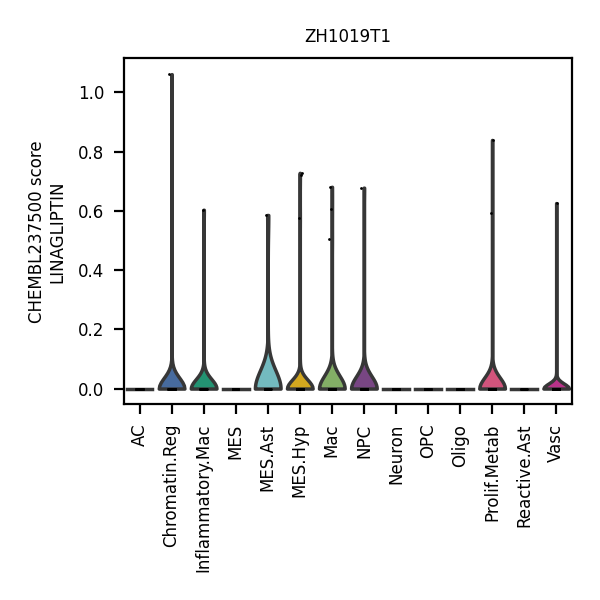 ZH1019T1
CHEMBL237500 score
LINAGLIPTIN
1.0
0.8
0.6
0.4
0.2
0.0
AC
Chromatin.Reg
Inflammatory.Mac
MES
MES.Ast
MES.Hyp
Mac
NPC
Neuron
OPC
Oligo
Prolif.Metab
Reactive.Ast
Vasc